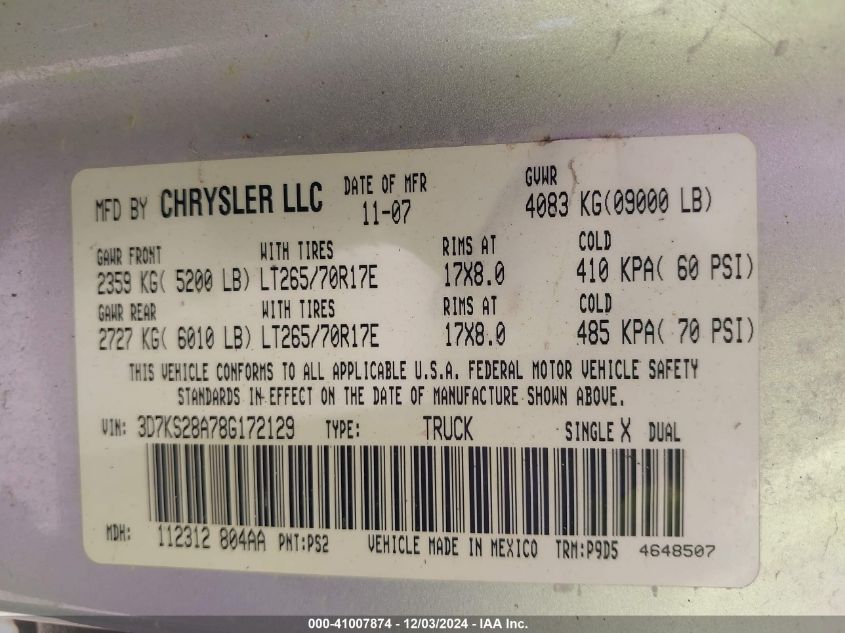 MFD BY CHRYSLER LLC DATE OF MFR 11-07 GVWR 4083 KG(09000 LB)
GAWR FRONT WITH TIRES RIMS AT COLD
2359 KG( 5200 LB) LT265/70R17E 17X8.0 410 KPA( 60 PSI)
GAWR REAR WITH TIRES RIMS AT COLD
2727 KG( 6010 LB) LT265/70R17E 17X8.0 485 KPA( 70 PSI)
THIS VEHICLE CONFORMS TO ALL APPLICABLE U.S.A. FEDERAL MOTOR VEHICLE SAFETY
STANDARDS IN EFFECT ON THE DATE OF MANUFACTURE SHOWN ABOVE.
VIN: 3D7KS28A78G172129 TYPE: TRUCK SINGLE X DUAL
MDH: 112312 804AA PNT:PS2 VEHICLE MADE IN MEXICO TRM:P9D5 4648507
000-41007874 - 12/03/2024 - IAA Inc.